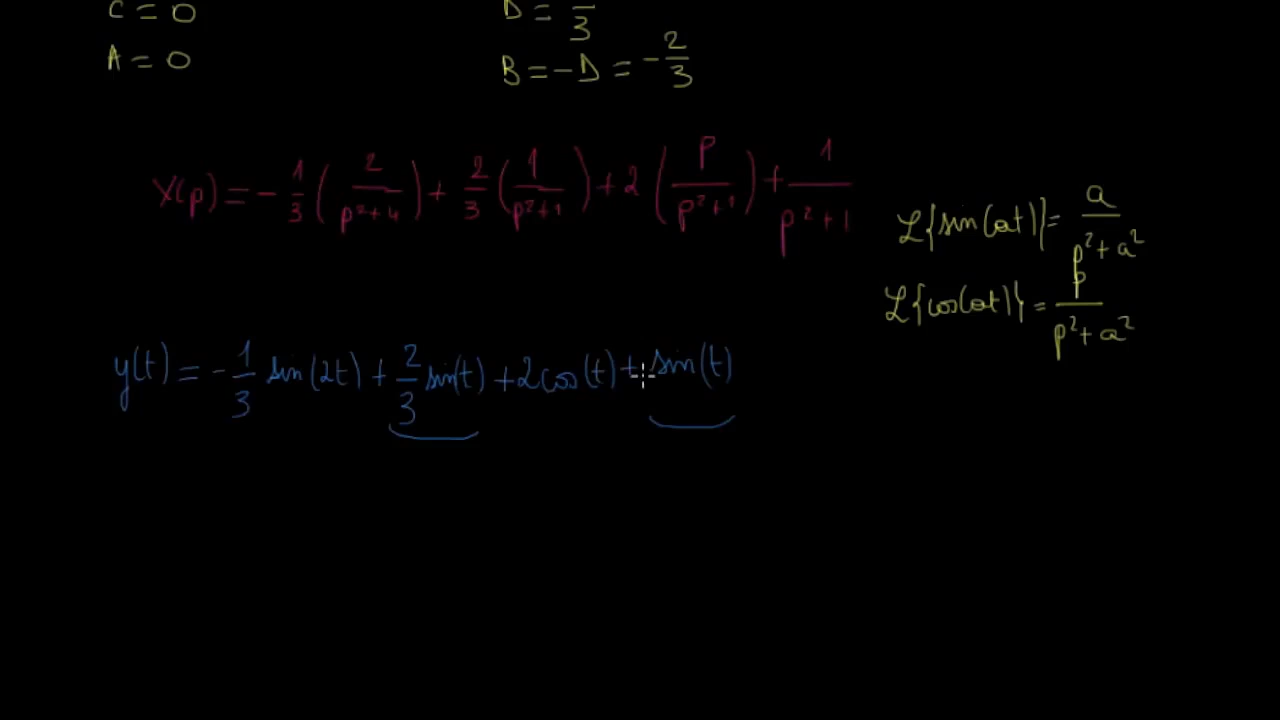 C = 0
D = /3
A = 0
B = -D = -2/3
Y(p) = -1/3 (2/(p²+4)) + 2/3 (1/(p²+1)) + 2 (p/(p²+1)) + 1/(p²+1)
L{sin(at)} = a/(p²+a²)
L{cos(at)} = p/(p²+a²)
y(t) = -1/3 sin(2t) + 2/3 sin(t) + 2cos(t) + sin(t)